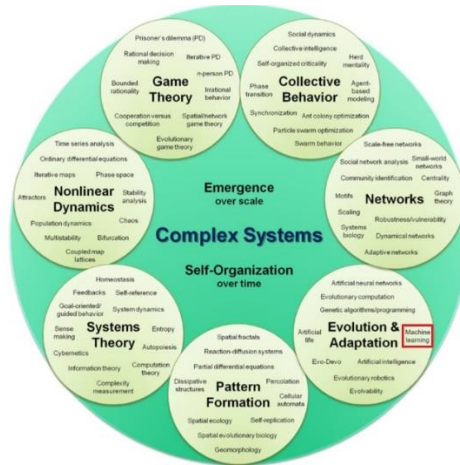 Prisoner's dilemma (PD)
Rational decision
making
Iterative PD
n-person PD
Bounded
rationality
Game
Theory
Irrational
behavior
Cooperation versus
competition
Spatial/network
game theory
Evolutionary
game theory
Social dynamics
Collective intelligence
Self-organized criticality
Herd
mentality
Phase
transition
Collective
Behavior
Agent-
based
modeling
Synchronization
Ant colony optimization
Particle swarm optimization
Swarm behavior
Time series analysis
Ordinary differential equations
Iterative maps
Phase space
Attractors
Nonlinear
Dynamics
Stability
analysis
Population dynamics
Chaos
Multistability
Bifurcation
Coupled map
lattices
Emergence
over scale
Complex Systems
Self-Organization
over time
Scale-free networks
Social network analysis
Small-world
networks
Community identification
Centrality
Motifs
Networks
Graph
theory
Scaling
Robustness/vulnerability
Systems
biology
Dynamical networks
Adaptive networks
Homeostasis
Feedbacks
Self-reference
Goal-oriented/
guided behavior
System dynamics
Sense
making
Systems
Theory
Entropy
Cybernetics
Autopoiesis
Information theory
Computation
theory
Complexity
measurement
Artificial neural networks
Evolutionary computation
Genetic algorithms/programming
Artificial
life
Evolution &
Adaptation
Machine
learning
Evo-Devo
Artificial intelligence
Evolutionary robotics
Evolvability
Spatial fractals
Reaction-diffusion systems
Partial differential equations
Dissipative
structures
Pattern
Formation
Percolation
Cellular
automata
Spatial ecology
Self-replication
Spatial evolutionary biology
Geomorphology